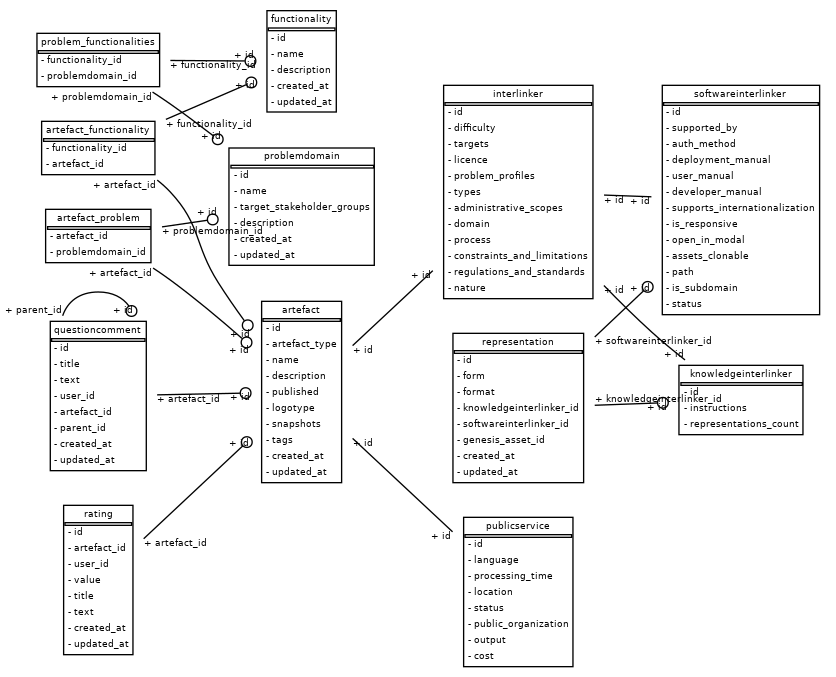 functionality
- id
- name
- description
- created_at
- updated_at
problem_functionalities
- functionality_id
- problemdomain_id
+ id
+ functionality_id
+ id
+ problemdomain_id
artefact_functionality
- functionality_id
- artefact_id
+ functionality_id
+ id
+ artefact_id
problemdomain
- id
- name
- target_stakeholder_groups
- description
- created_at
- updated_at
artefact_problem
- artefact_id
- problemdomain_id
+ id
+ problemdomain_id
+ artefact_id
+ parent_id
+ id
questioncomment
- id
- title
- text
- user_id
- artefact_id
- parent_id
- created_at
- updated_at
+ artefact_id
+ id
+ id
+ id
+ id
artefact
- id
- artefact_type
- name
- description
- published
- logotype
- snapshots
- tags
- created_at
- updated_at
rating
- id
- artefact_id
- user_id
- value
- title
- text
- created_at
- updated_at
+ artefact_id
+ id
+ id
+ id
+ id
interlinker
- id
- difficulty
- targets
- licence
- problem_profiles
- types
- administrative_scopes
- domain
- process
- constraints_and_limitations
- regulations_and_standards
- nature
+ id
+ id
+ id
+ id
softwareinterlinker
- id
- supported_by
- auth_method
- deployment_manual
- user_manual
- developer_manual
- supports_internationalization
- is_responsive
- open_in_modal
- assets_clonable
- path
- is_subdomain
- status
representation
- id
- form
- format
- knowledgeinterlinker_id
- softwareinterlinker_id
- genesis_asset_id
- created_at
- updated_at
+ softwareinterlinker_id
+ id
+ knowledgeinterlinker_id
+ id
knowledgeinterlinker
- id
- instructions
- representations_count
publicservice
- id
- language
- processing_time
- location
- status
- public_organization
- output
- cost